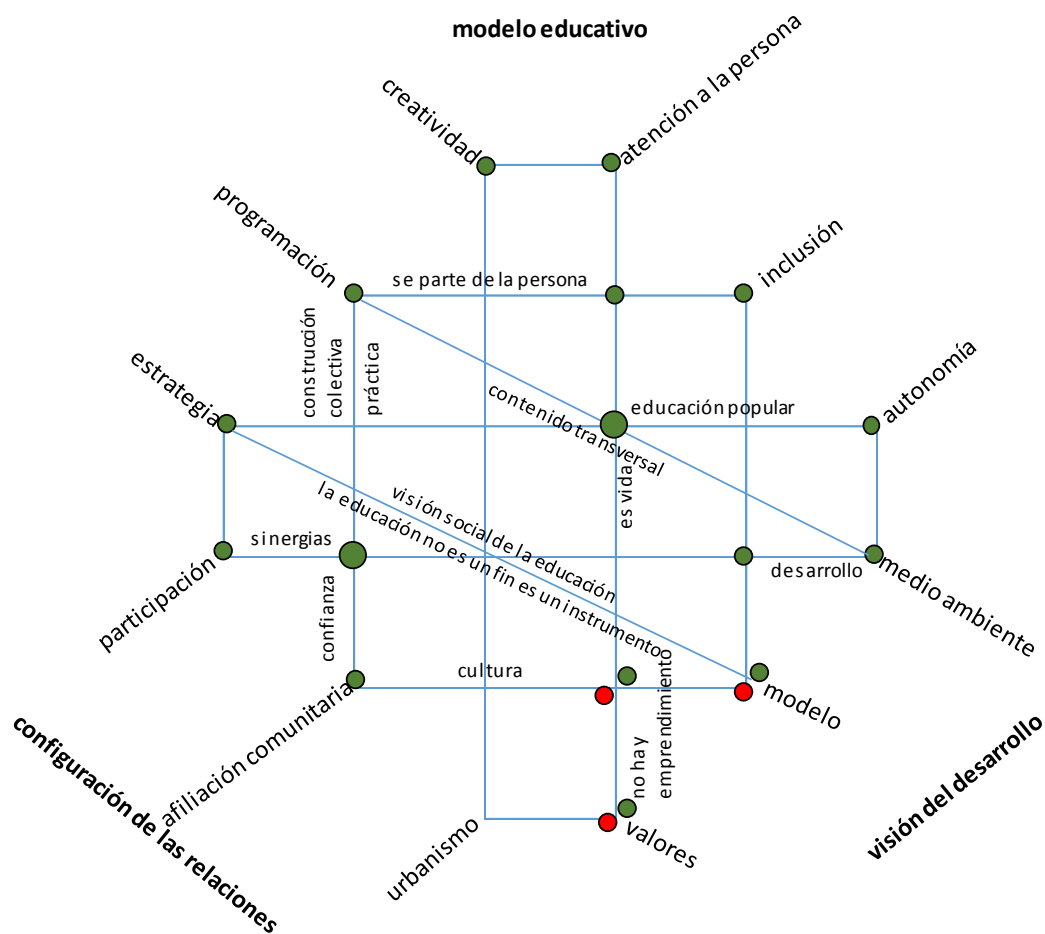 modelo educativo
creatividad
atención a la persona
programación
inclusión
se parte de la persona
construcción
colectiva
práctica
estrategia
autonomía
educación popular
contenido transversal
es vida
visión social de la educación
la educación no es un fin es un instrumento
sinergias
participación
desarrollo
medio ambiente
confianza
cultura
afiliación comunitaria
modelo
no hay
emprendimiento
urbanismo
valores
configuración de las relaciones
visión del desarrollo